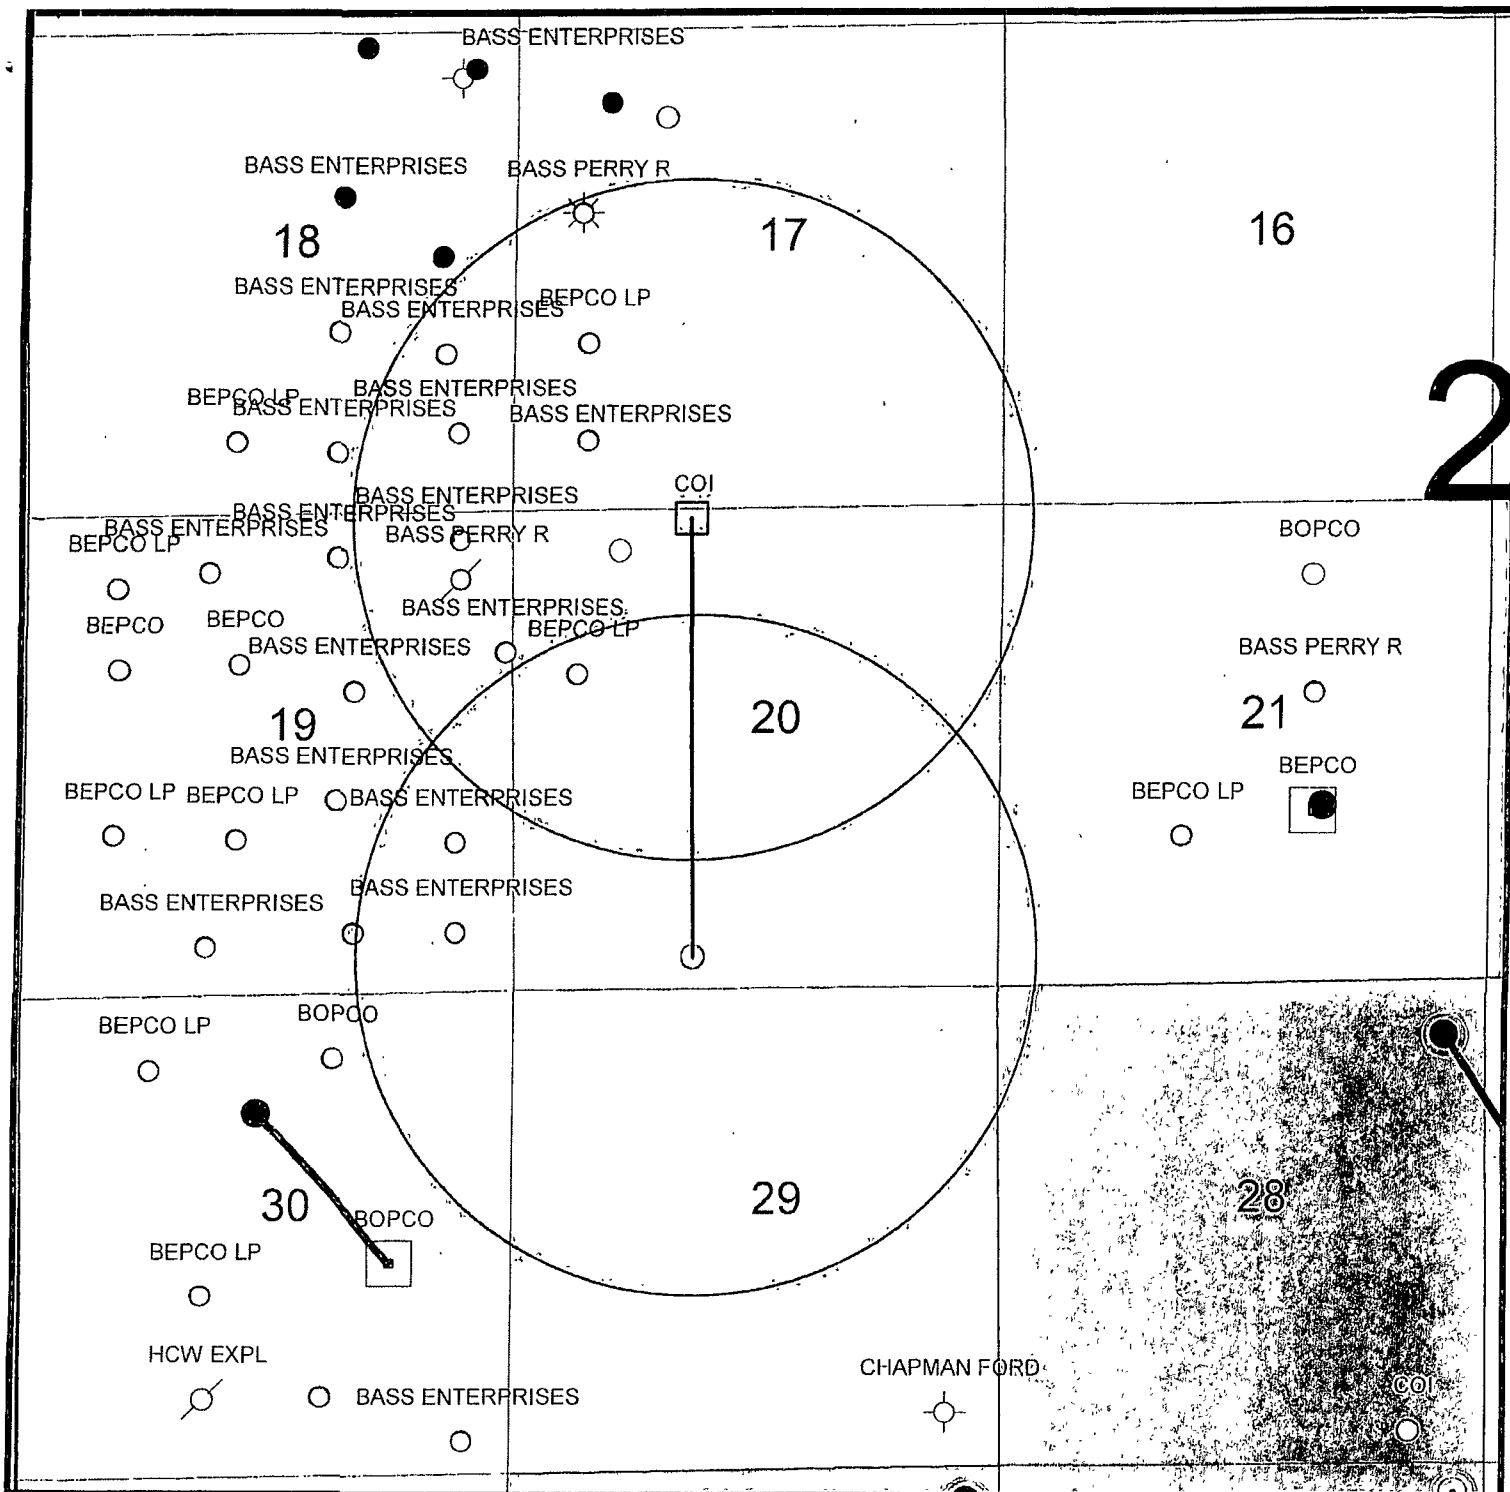 BASS ENTERPRISES
BASS ENTERPRISES
BASS PERRY R
18
17
16
BASS ENTERPRISES
BASS ENTERPRISES
BEPCO LP
BASS ENTERPRISES
BEPCO LP
BASS ENTERPRISES
BASS ENTERPRISES
2
COI
BASS ENTERPRISES
BASS ENTERPRISES
BASS ENTERPRISES
BASS PERRY R
BOPCO
BEPCO LP
BASS ENTERPRISES
BEPCO
BEPCO
BEPCO LP
BASS ENTERPRISES
BASS PERRY R
19
20
21
BASS ENTERPRISES
BEPCO
BEPCO LP
BEPCO LP
BASS ENTERPRISES
BEPCO LP
BASS ENTERPRISES
BASS ENTERPRISES
BEPCO LP
BOPCO
30
29
28
BOPCO
BEPCO LP
HCW EXPL
CHAPMAN FORD
COI
BASS ENTERPRISES